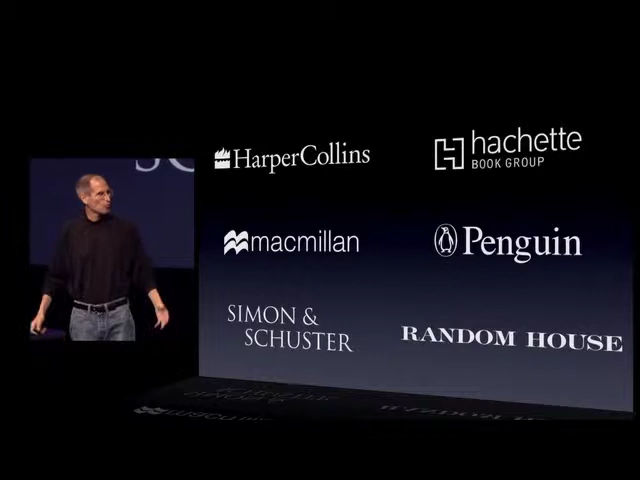 HarperCollins
hachette
BOOK GROUP
macmillan
Penguin
SIMON &
SCHUSTER
RANDOM HOUSE